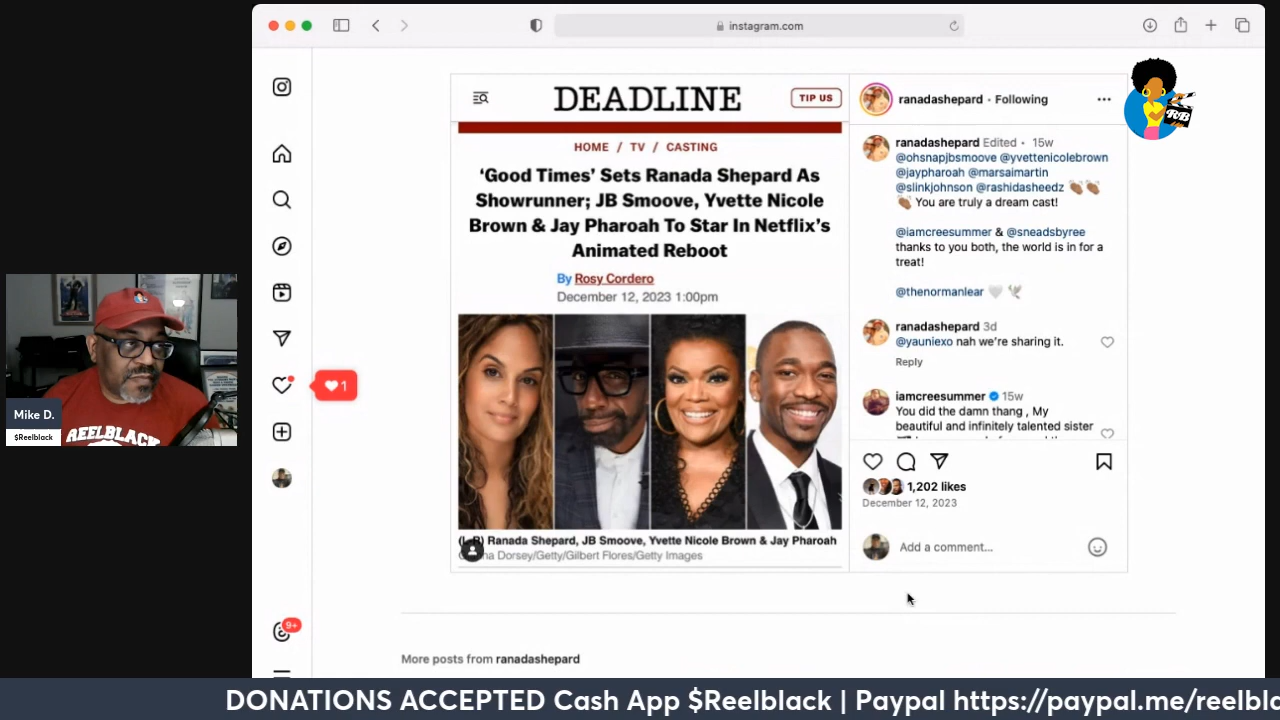 instagram.com
DEADLINE
TIP US
HOME / TV / CASTING
‘Good Times’ Sets Ranada Shepard As
Showrunner; JB Smoove, Yvette Nicole
Brown & Jay Pharoah To Star In Netflix’s
Animated Reboot
By Rosy Cordero
December 12, 2023 1:00pm
Ranada Shepard, JB Smoove, Yvette Nicole Brown & Jay Pharoah
Dorsey/Getty/Gilbert Flores/Getty Images
ranadashepard • Following
RB
ranadashepard Edited • 15w
@ohsnapjbsmoove @yvettenicolebrown
@jaypharoah @marsaimartin
@slinkjohnson @rashidasheedz
You are truly a dream cast!
@iamcreesummer & @sneadsbyree
thanks to you both, the world is in for a
treat!
@thenormanlear
ranadashepard 3d
@yauniexo nah we’re sharing it.
Reply
iamcreesummer 15w
You did the damn thang , My
beautiful and infinitely talented sister
1,202 likes
December 12, 2023
Add a comment...
1
9+
More posts from ranadashepard
REELBLACK
Mike D.
$Reelblack
DONATIONS ACCEPTED Cash App $Reelblack | Paypal https://paypal.me/reelbla